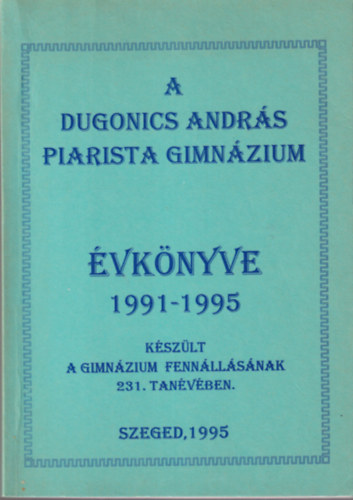 A
DUGONICS ANDRÁS
PIARISTA GIMNÁZIUM
ÉVKÖNYVE
1991-1995
KÉSZÜLT
A GIMNÁZIUM FENNÁLLÁSÁNAK
231. TANÉVÉBEN.
SZEGED,1995